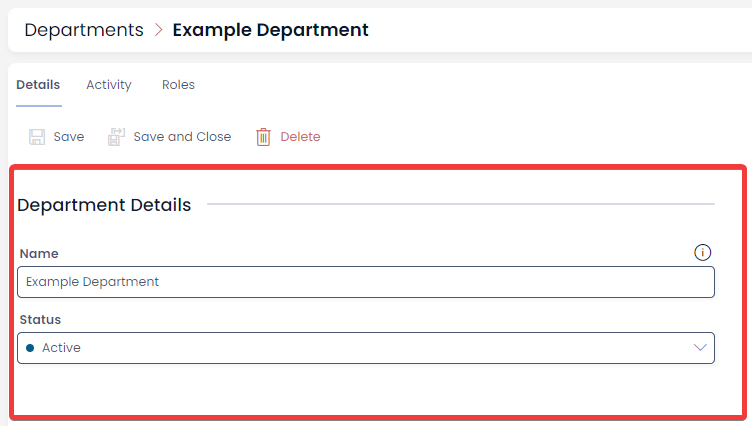 Departments > Example Department
Details Activity Roles
Save Save and Close Delete
Department Details
Name
Example Department
Status
Active